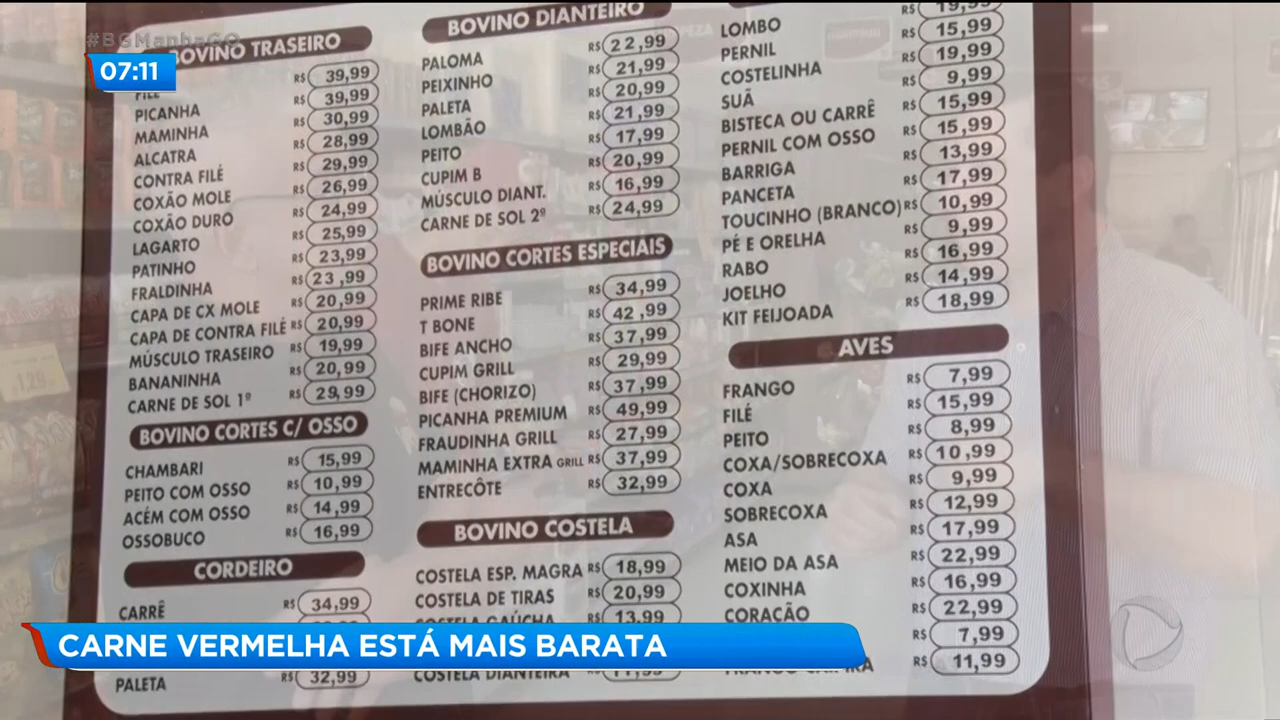 #BGManhaGO
07:11
BOVINO TRASEIRO
FILÉ R$ 39,99
PICANHA R$ 39,99
MAMINHA R$ 30,99
ALCATRA R$ 28,99
CONTRA FILÉ R$ 29,99
COXÃO MOLE R$ 26,99
COXÃO DURO R$ 24,99
LAGARTO R$ 25,99
PATINHO R$ 23,99
FRALDINHA R$ 23,99
CAPA DE CX MOLE R$ 20,99
CAPA DE CONTRA FILÉ R$ 20,99
MÚSCULO TRASEIRO R$ 19,99
BANANINHA R$ 20,99
CARNE DE SOL 1º R$ 29,99
BOVINO CORTES C/ OSSO
CHAMBARI R$ 15,99
PEITO COM OSSO R$ 10,99
ACÉM COM OSSO R$ 14,99
OSSOBUCO R$ 16,99
CORDEIRO
CARRÊ R$ 34,99
PALETA R$ 32,99
BOVINO DIANTEIRO
PALOMA R$ 22,99
PEIXINHO R$ 21,99
PALETA R$ 20,99
LOMBÃO R$ 21,99
PEITO R$ 17,99
CUPIM B R$ 20,99
MÚSCULO DIANT. R$ 16,99
CARNE DE SOL 2º R$ 24,99
BOVINO CORTES ESPECIAIS
PRIME RIBE R$ 34,99
T BONE R$ 42,99
BIFE ANCHO R$ 37,99
CUPIM GRILL R$ 29,99
BIFE (CHORIZO) R$ 37,99
PICANHA PREMIUM R$ 49,99
FRAUDINHA GRILL R$ 27,99
MAMINHA EXTRA GRILL R$ 37,99
ENTRECÔTE R$ 32,99
BOVINO COSTELA
COSTELA ESP. MAGRA R$ 18,99
COSTELA DE TIRAS R$ 20,99
COSTELA GAÚCHA R$ 13,99
COSTELA DIANTEIRA R$ 11,99
LOMBO R$ 19,99
PERNIL R$ 15,99
COSTELINHA R$ 19,99
SUÃ R$ 9,99
BISTECA OU CARRÊ R$ 15,99
PERNIL COM OSSO R$ 15,99
BARRIGA R$ 13,99
PANCETA R$ 17,99
TOUCINHO (BRANCO) R$ 10,99
PÉ E ORELHA R$ 9,99
RABO R$ 16,99
JOELHO R$ 14,99
KIT FEIJOADA R$ 18,99
AVES
FRANGO R$ 7,99
FILÉ R$ 15,99
PEITO R$ 8,99
COXA/SOBRECOXA R$ 10,99
COXA R$ 9,99
SOBRECOXA R$ 12,99
ASA R$ 17,99
MEIO DA ASA R$ 22,99
COXINHA R$ 16,99
CORAÇÃO R$ 22,99
R$ 7,99
FRANGO CAIPIRA R$ 11,99
CARNE VERMELHA ESTÁ MAIS BARATA